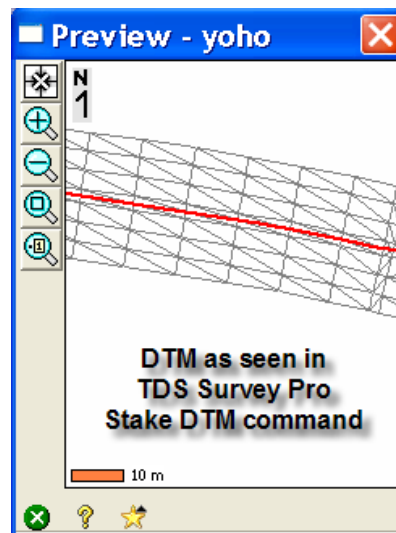 Preview - yoho
N
1
DTM as seen in
TDS Survey Pro
Stake DTM command
10 m